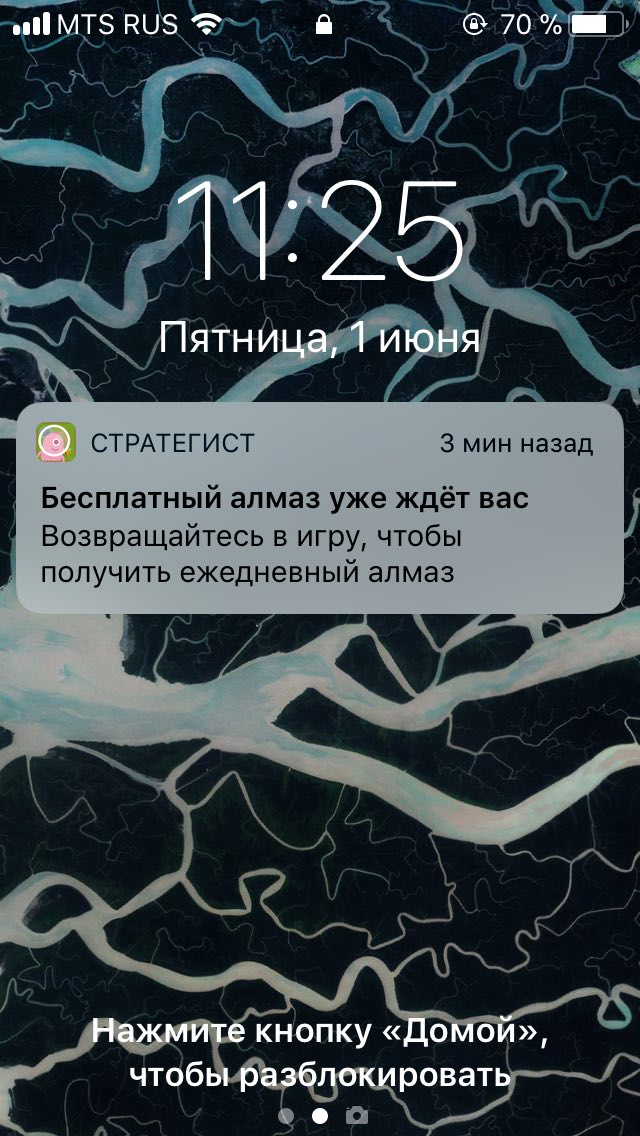 MTS RUS 70 %
11:25
Пятница, 1 июня
СТРАТЕГИСТ 3 мин назад
Бесплатный алмаз уже ждёт вас
Возвращайтесь в игру, чтобы
получить ежедневный алмаз
Нажмите кнопку «Домой»,
чтобы разблокировать